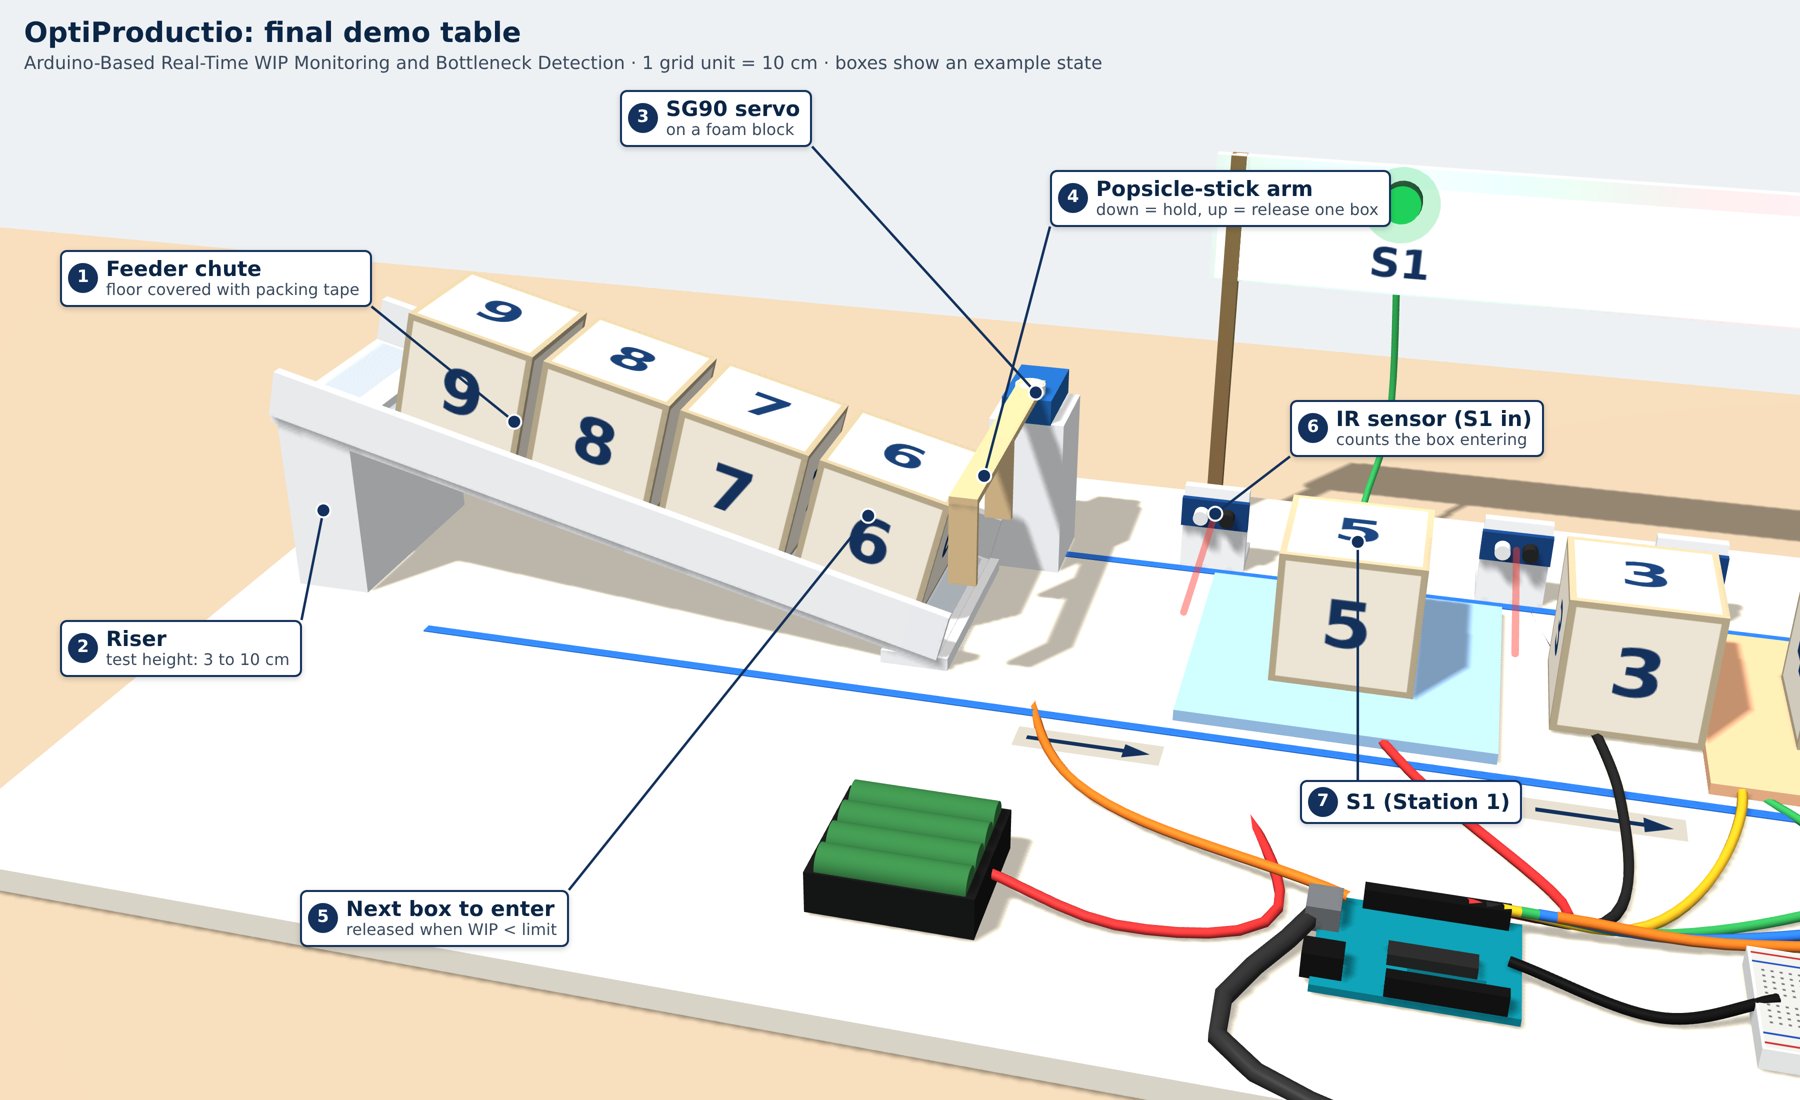 OptiProductio: final demo table
Arduino-Based Real-Time WIP Monitoring and Bottleneck Detection · 1 grid unit = 10 cm · boxes show an example state
3 SG90 servo
on a foam block
4 Popsicle-stick arm
down = hold, up = release one box
S1
1 Feeder chute
floor covered with packing tape
9
8
7
6
9
8
7
6
6 IR sensor (S1 in)
counts the box entering
5
3
5
3
2 Riser
test height: 3 to 10 cm
7 S1 (Station 1)
5 Next box to enter
released when WIP < limit